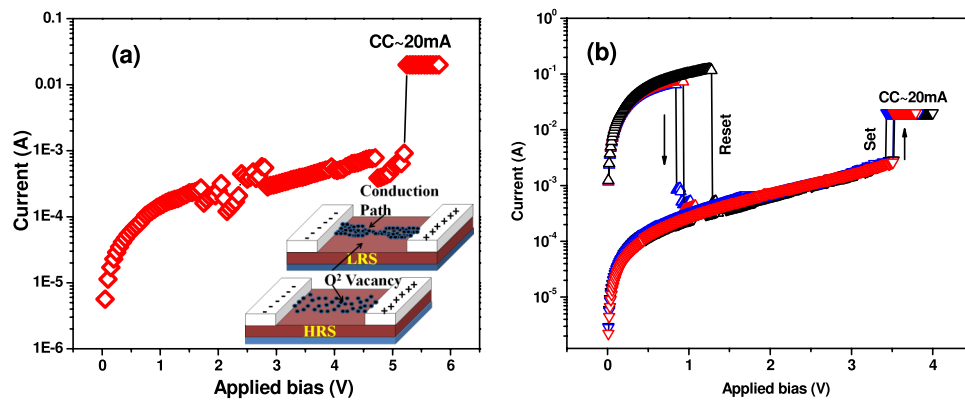 (a)
CC~20mA
0.1
0.01
1E-3
1E-4
1E-5
1E-6
Currernt (A)
0 1 2 3 4 5 6
Applied bias (V)
Conduction
Path
LRS
O² Vacancy
HRS
- - - - -
+++++
- - - - -
+++++
(b)
CC~20mA
10⁰
10⁻¹
10⁻²
10⁻³
10⁻⁴
10⁻⁵
Current (A)
Reset
Set
0 1 2 3 4
Applied bias (V)